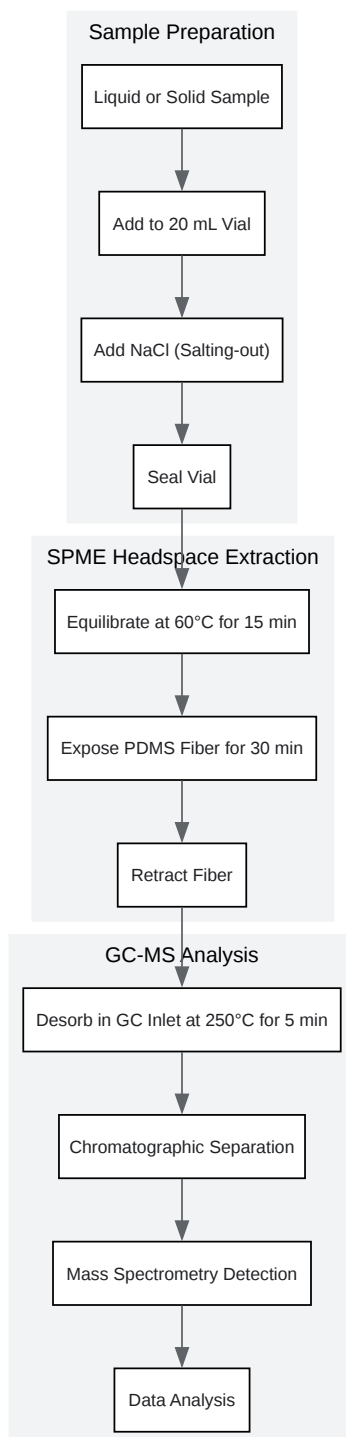 Sample Preparation
Liquid or Solid Sample
Add to 20 mL Vial
Add NaCl (Salting-out)
Seal Vial
SPME Headspace Extraction
Equilibrate at 60°C for 15 min
Expose PDMS Fiber for 30 min
Retract Fiber
GC-MS Analysis
Desorb in GC Inlet at 250°C for 5 min
Chromatographic Separation
Mass Spectrometry Detection
Data Analysis